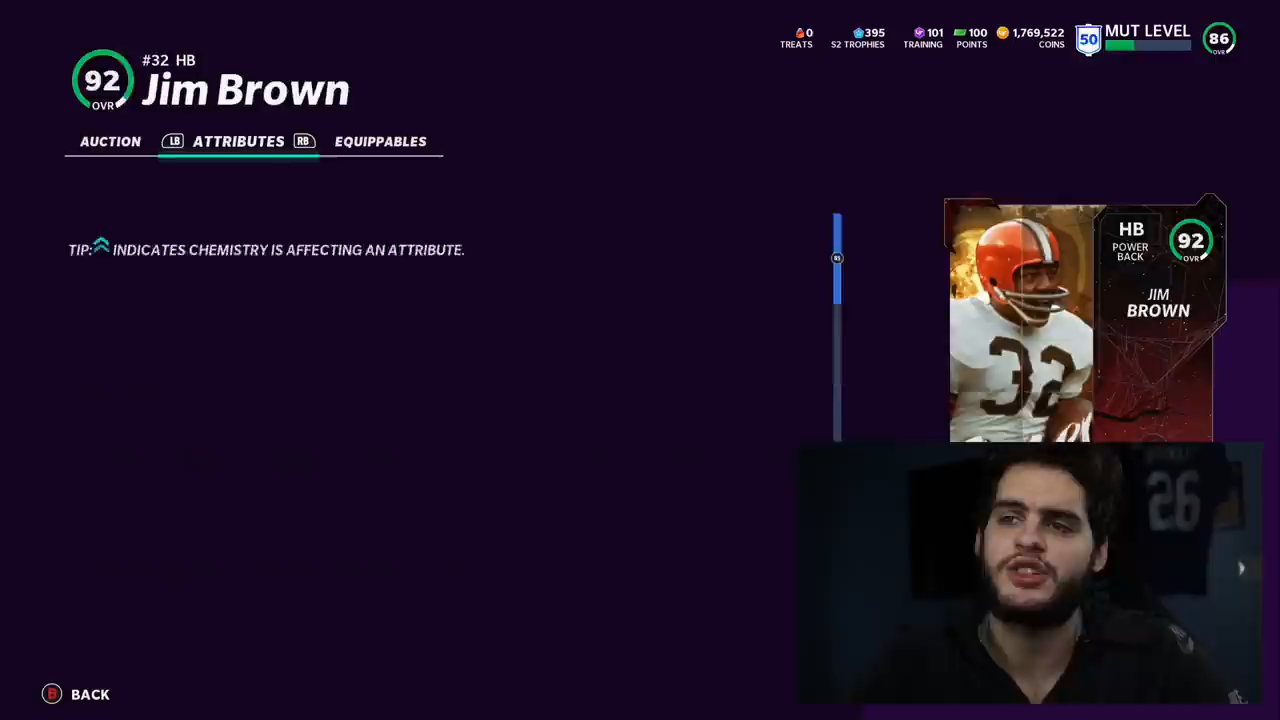 0 395 101 100 1,769,522 50 MUT LEVEL 86
TREATS S2 TROPHIES TRAINING POINTS COINS OVR
92 OVR
#32 HB
Jim Brown
AUCTION LB ATTRIBUTES RB EQUIPPABLES
TIP: INDICATES CHEMISTRY IS AFFECTING AN ATTRIBUTE.
RS
HB
POWER
BACK
92
OVR
JIM
BROWN
32
26
B BACK